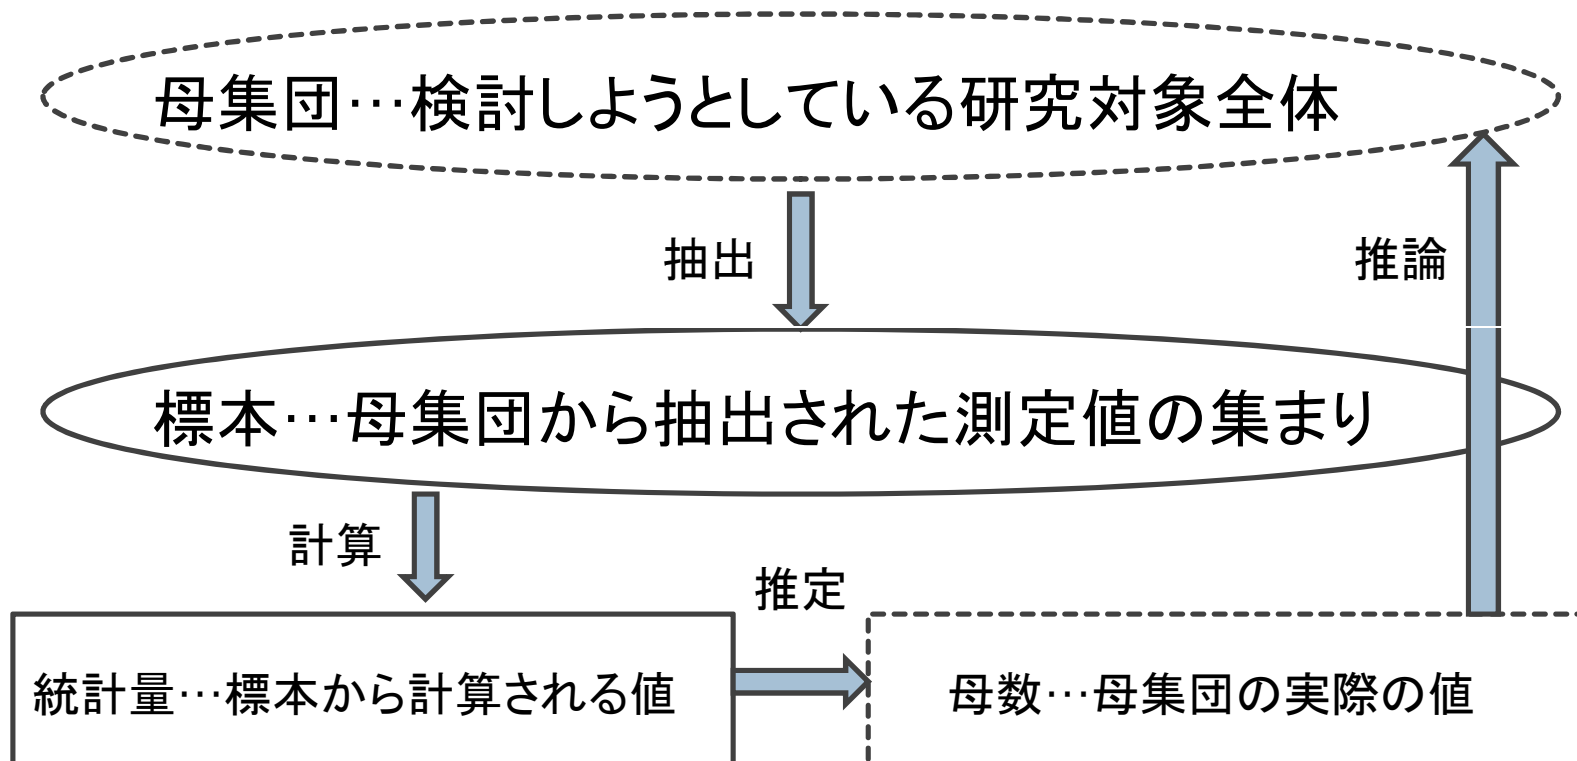 母集団…検討しようとしている研究対象全体
抽出
推論
標本…母集団から抽出された測定値の集まり
計算
推定
統計量…標本から計算される値
母数…母集団の実際の値